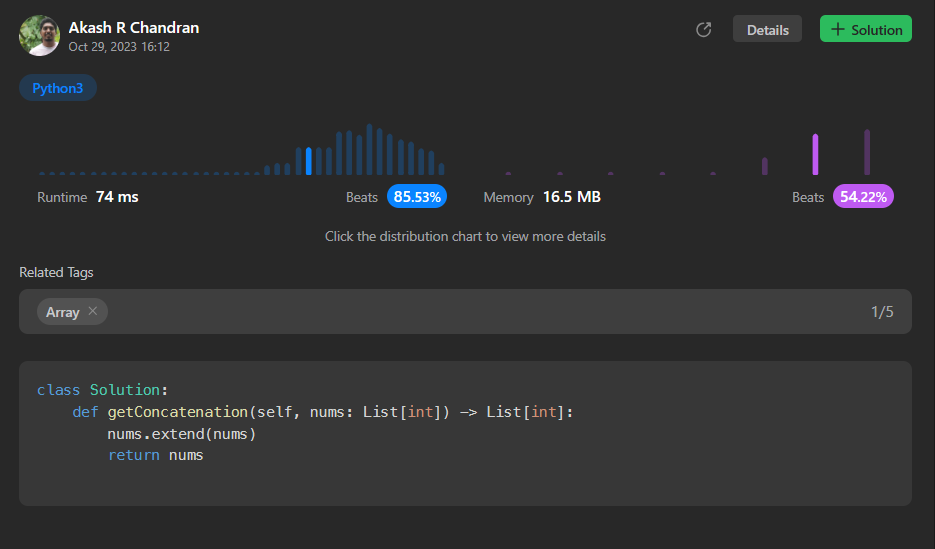 Akash R Chandran
Oct 29, 2023 16:12
Details
+ Solution
Python3
Runtime 74 ms Beats 85.53% Memory 16.5 MB Beats 54.22%
Click the distribution chart to view more details
Related Tags
Array × 1/5
class Solution:
    def getConcatenation(self, nums: List[int]) -> List[int]:
        nums.extend(nums)
        return nums